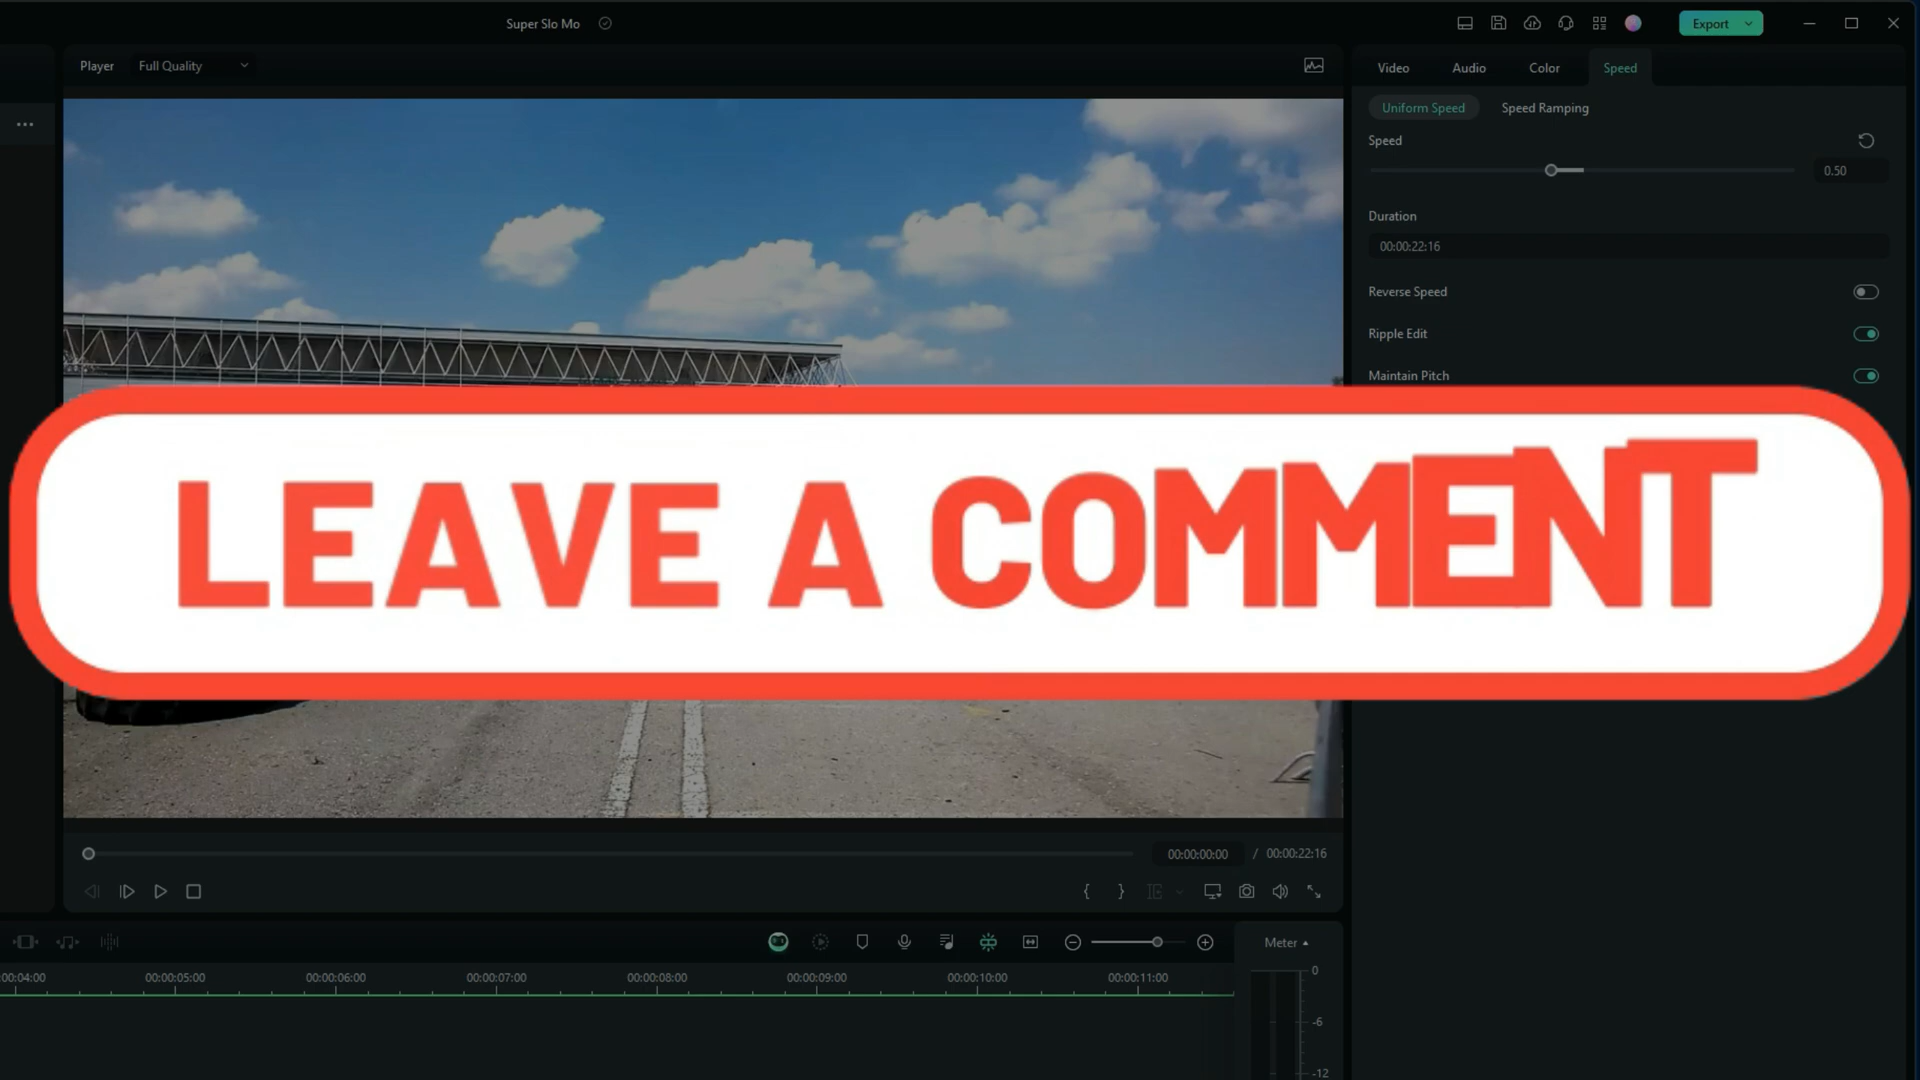 Super Slo Mo
Export
Player
Full Quality
Video
Audio
Color
Speed
Uniform Speed
Speed Ramping
Speed
0.50
Duration
00:00:22:16
Reverse Speed
Ripple Edit
Maintain Pitch
LEAVE A COMMENT
00:00:00:00 / 00:00:22:16
Meter
00:04:00
00:00:05:00
00:00:06:00
00:00:07:00
00:00:08:00
00:00:09:00
00:00:10:00
00:00:11:00
0
-6
-12